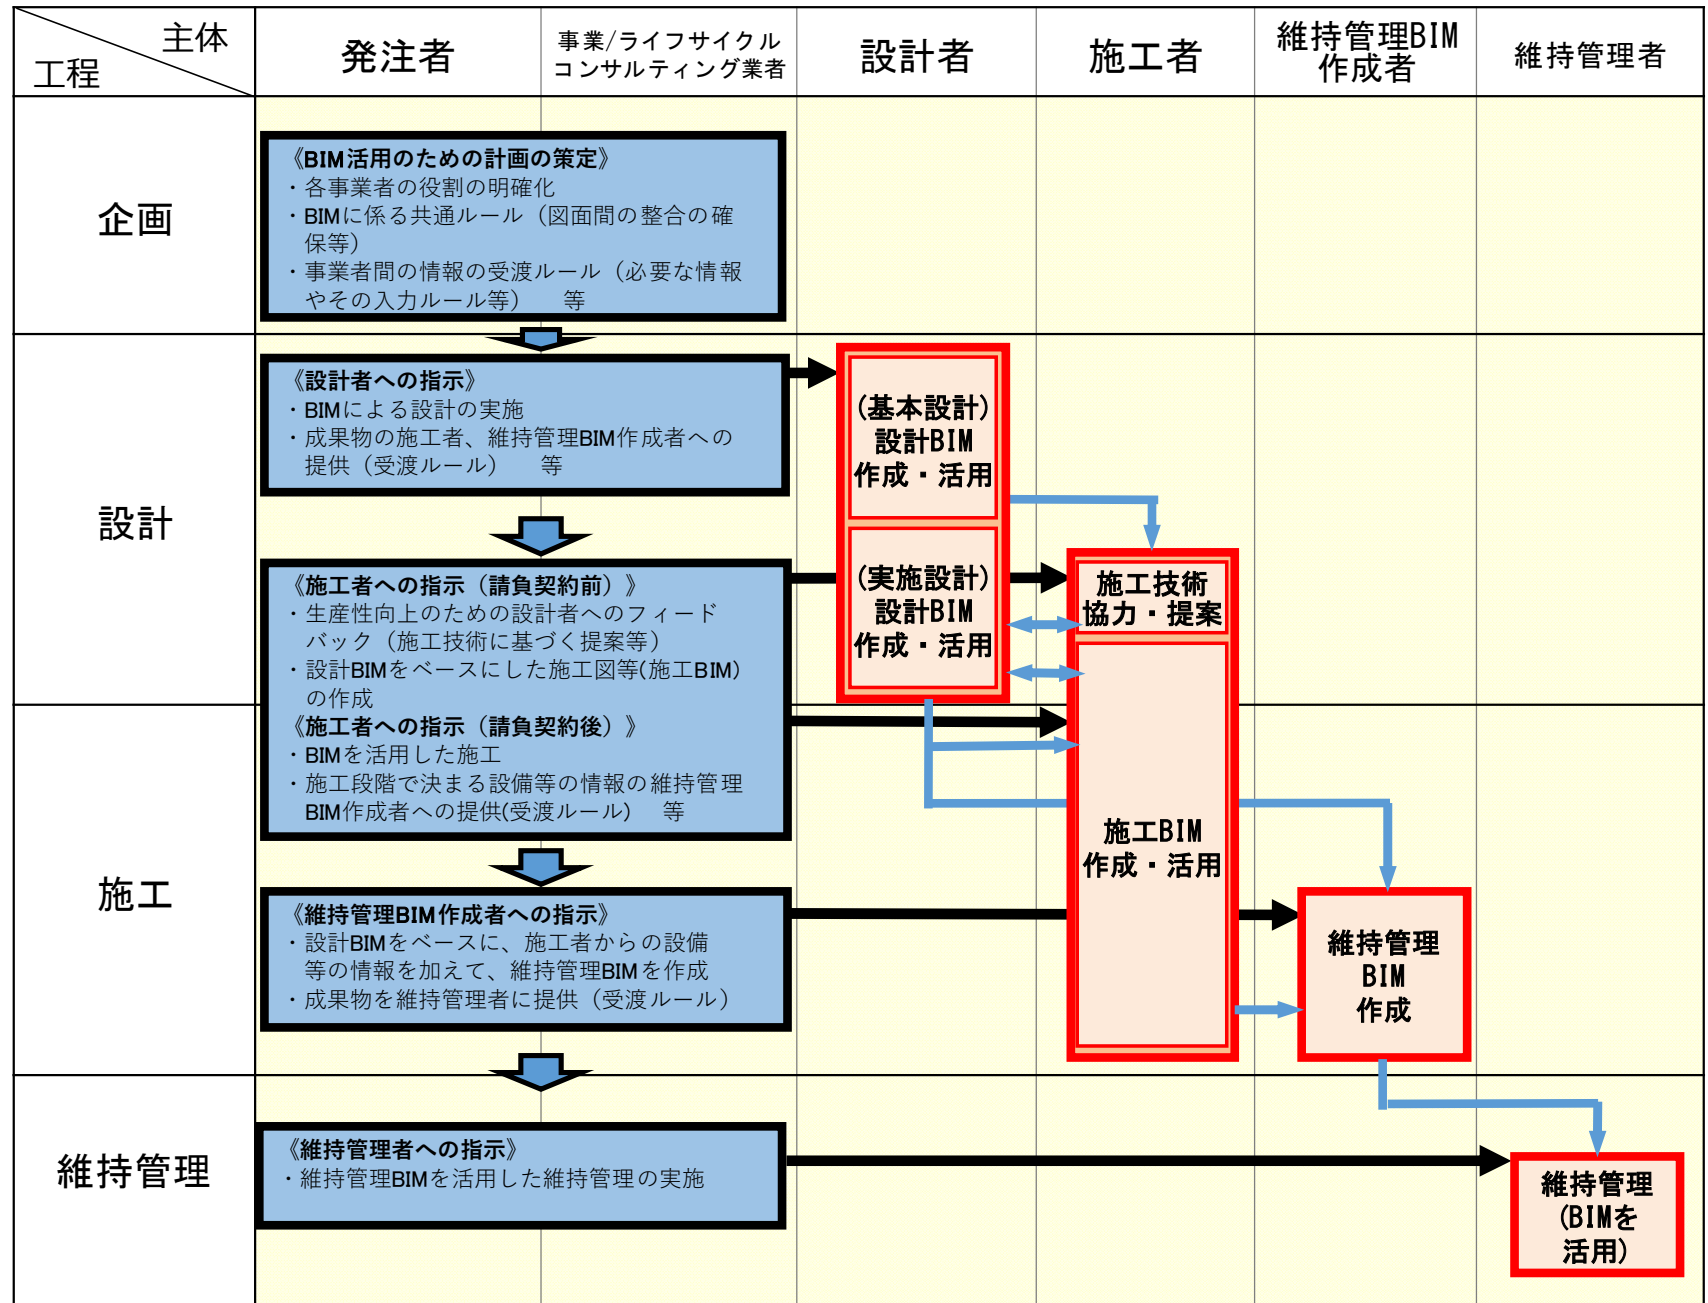 主体
工程
発注者
事業/ライフサイクル
コンサルティング業者
設計者
施工者
維持管理BIM
作成者
維持管理者
企画
《BIM活用のための計画の策定》
・各事業者の役割の明確化
・BIMに係る共通ルール（図面間の整合の確
保等）
・事業者間の情報の受渡ルール（必要な情報
やその入力ルール等）　等
設計
《設計者への指示》
・BIMによる設計の実施
・成果物の施工者、維持管理BIM作成者への
提供（受渡ルール）　等
(基本設計)
設計BIM
作成・活用
《施工者への指示（請負契約前）》
・生産性向上のための設計者へのフィード
バック（施工技術に基づく提案等）
・設計BIMをベースにした施工図等(施工BIM)
の作成
《施工者への指示（請負契約後）》
・BIMを活用した施工
・施工段階で決まる設備等の情報の維持管理
BIM作成者への提供(受渡ルール)　等
(実施設計)
設計BIM
作成・活用
施工技術
協力・提案
施工BIM
作成・活用
施工
《維持管理BIM作成者への指示》
・設計BIMをベースに、施工者からの設備
等の情報を加えて、維持管理BIMを作成
・成果物を維持管理者に提供（受渡ルール）
維持管理
BIM
作成
維持管理
《維持管理者への指示》
・維持管理BIMを活用した維持管理の実施
維持管理
(BIMを
活用)